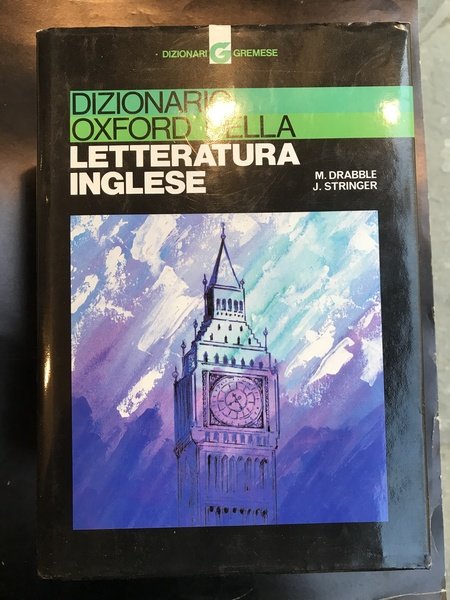 DIZIONARI G GREMESE
DIZIONARIO
OXFORD DELLA
LETTERATURA
INGLESE
M. DRABBLE
J. STRINGER